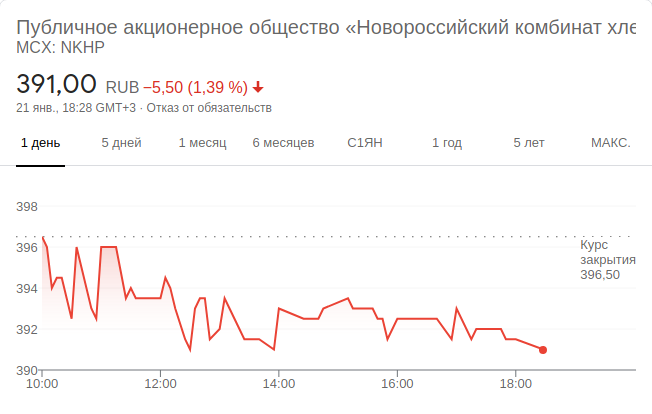 Публичное акционерное общество «Новороссийский комбинат хле
MCX: NKHP
391,00 RUB −5,50 (1,39 %)
21 янв., 18:28 GMT+3 · Отказ от обязательств
1 день 5 дней 1 месяц 6 месяцев С1ЯН 1 год 5 лет МАКС.
398
396
394
392
390
Курс
закрытия
396,50
10:00 12:00 14:00 16:00 18:00